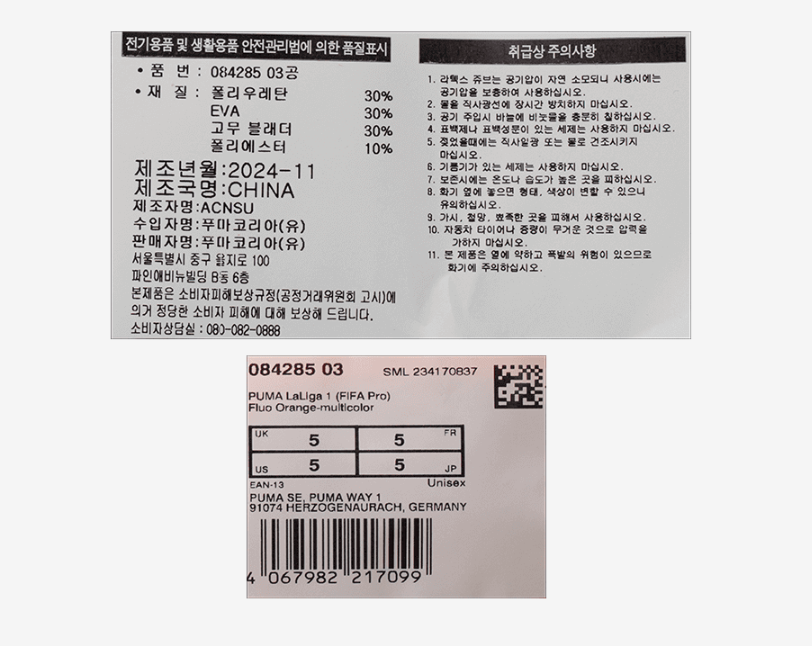 전기용품 및 생활용품 안전관리법에 의한 품질표시
• 품 번 : 084285 03공
• 재 질 : 폴리우레탄 30%
EVA 30%
고무 블래더 30%
폴리에스터 10%
제조년월:2024-11
제조국명:CHINA
제조자명:ACNSU
수입자명:푸마코리아(유)
판매자명:푸마코리아(유)
서울특별시 중구 을지로 100
파인애비뉴빌딩 B동 6층
본제품은 소비자피해보상규정(공정거래위원회 고시)에
의거 정당한 소비자 피해에 대해 보상해 드립니다.
소비자상담실 : 080-082-0888
취급상 주의사항
1. 라텍스 쥬브는 공기압이 자연 소모되니 사용시에는
공기압을 보충하여 사용하십시오.
2. 볼을 직사광선에 장시간 방치하지 마십시오.
3. 공기 주입시 바늘에 비눗물을 충분히 칠하십시오.
4. 표백제나 표백성분이 있는 세제는 사용하지 마십시오.
5. 젖었을때에는 직사일광 또는 불로 건조시키지
마십시오.
6. 기름기가 있는 세제는 사용하지 마십시오.
7. 보존시에는 온도나 습도가 높은 곳을 피하십시오.
8. 화기 옆에 놓으면 형태, 색상이 변할 수 있으니
유의하십시오.
9. 가시, 철망, 뾰족한 곳을 피해서 사용하십시오.
10. 자동차 타이어나 중량이 무거운 것으로 압력을
가하지 마십시오.
11. 본 제품은 열에 약하고 폭발의 위험이 있으므로
화기에 주의하십시오.
084285 03 SML 234170837
PUMA LaLiga 1 (FIFA Pro)
Fluo Orange-multicolor
UK 5 5 FR
US 5 5 JP
EAN-13 Unisex
PUMA SE, PUMA WAY 1
91074 HERZOGENAURACH, GERMANY
4 067982 217099